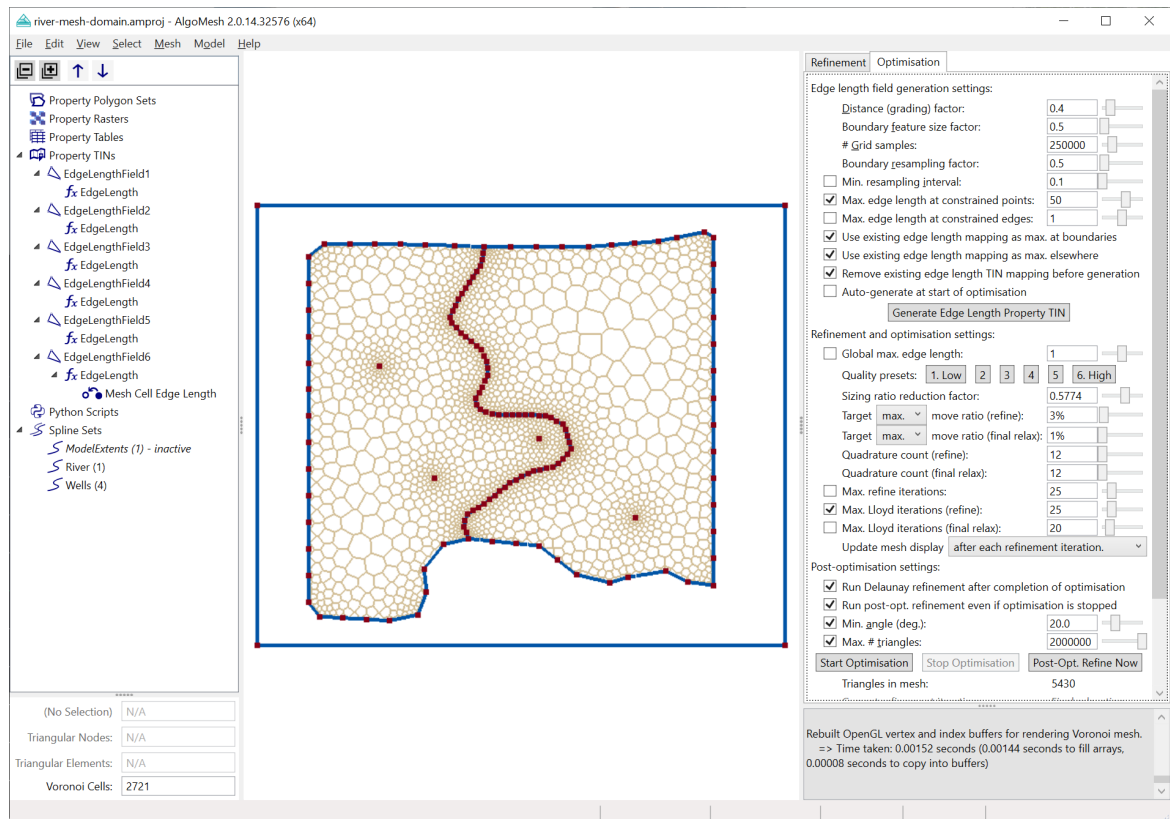 river-mesh-domain.amproj - AlgoMesh 2.0.14.32576 (x64)
File Edit View Select Mesh Model Help
Property Polygon Sets
Property Rasters
Property Tables
Property TINs
EdgeLengthField1
fx EdgeLength
EdgeLengthField2
fx EdgeLength
EdgeLengthField3
fx EdgeLength
EdgeLengthField4
fx EdgeLength
EdgeLengthField5
fx EdgeLength
EdgeLengthField6
fx EdgeLength
Mesh Cell Edge Length
Python Scripts
Spline Sets
ModelExtents (1) - inactive
River (1)
Wells (4)
(No Selection) N/A
Triangular Nodes: N/A
Triangular Elements: N/A
Voronoi Cells: 2721
Refinement Optimisation
Edge length field generation settings:
Distance (grading) factor: 0.4
Boundary feature size factor: 0.5
# Grid samples: 250000
Boundary resampling factor: 0.5
Min. resampling interval: 0.1
Max. edge length at constrained points: 50
Max. edge length at constrained edges: 1
Use existing edge length mapping as max. at boundaries
Use existing edge length mapping as max. elsewhere
Remove existing edge length TIN mapping before generation
Auto-generate at start of optimisation
Generate Edge Length Property TIN
Refinement and optimisation settings:
Global max. edge length: 1
Quality presets: 1. Low 2 3 4 5 6. High
Sizing ratio reduction factor: 0.5774
Target max. move ratio (refine): 3%
Target max. move ratio (final relax): 1%
Quadrature count (refine): 12
Quadrature count (final relax): 12
Max. refine iterations: 25
Max. Lloyd iterations (refine): 25
Max. Lloyd iterations (final relax): 20
Update mesh display after each refinement iteration.
Post-optimisation settings:
Run Delaunay refinement after completion of optimisation
Run post-opt. refinement even if optimisation is stopped
Min. angle (deg.): 20.0
Max. # triangles: 2000000
Start Optimisation Stop Optimisation Post-Opt. Refine Now
Triangles in mesh: 5430
Rebuilt OpenGL vertex and index buffers for rendering Voronoi mesh.
=> Time taken: 0.00152 seconds (0.00144 seconds to fill arrays,
0.00008 seconds to copy into buffers)